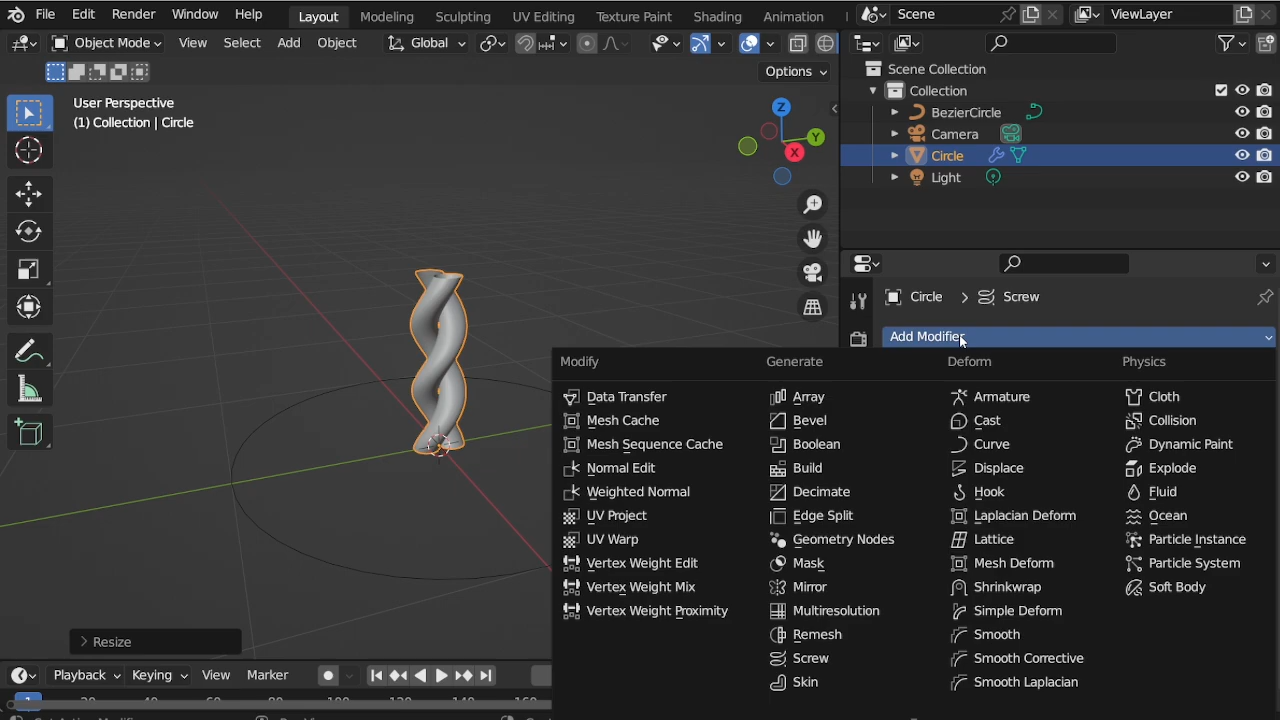 File Edit Render Window Help Layout Modeling Sculpting UV Editing Texture Paint Shading Animation Scene ViewLayer
Object Mode View Select Add Object Global
Options
User Perspective
(1) Collection | Circle
Z
Y
X
Scene Collection
Collection
BezierCircle
Camera
Circle
Light
Circle > Screw
Add Modifier
Modify Generate Deform Physics
Data Transfer Array Armature Cloth
Mesh Cache Bevel Cast Collision
Mesh Sequence Cache Boolean Curve Dynamic Paint
Normal Edit Build Displace Explode
Weighted Normal Decimate Hook Fluid
UV Project Edge Split Laplacian Deform Ocean
UV Warp Geometry Nodes Lattice Particle Instance
Vertex Weight Edit Mask Mesh Deform Particle System
Vertex Weight Mix Mirror Shrinkwrap Soft Body
Vertex Weight Proximity Multiresolution Simple Deform
Remesh Smooth
Screw Smooth Corrective
Skin Smooth Laplacian
Resize
Playback Keying View Marker
1